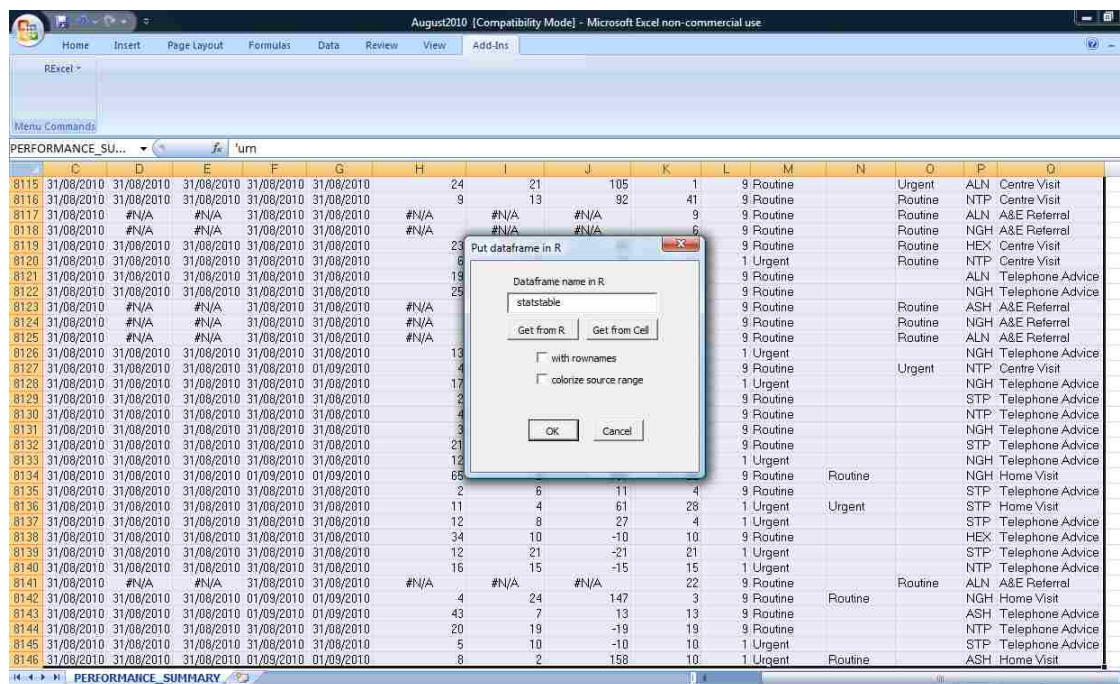 August2010 [Compatibility Mode] - Microsoft Excel non-commercial use
Home Insert Page Layout Formulas Data Review View Add-Ins
RExcel
Menu Commands
PERFORMANCE_SU... fx 'urn
C D E F G H I J K L M N O P Q
8115 31/08/2010 31/08/2010 31/08/2010 31/08/2010 31/08/2010 24 21 105 1 9 Routine Urgent ALN Centre Visit
8116 31/08/2010 31/08/2010 31/08/2010 31/08/2010 31/08/2010 9 13 92 41 9 Routine Routine NTP Centre Visit
8117 31/08/2010 #N/A #N/A 31/08/2010 31/08/2010 #N/A #N/A #N/A 9 9 Routine Routine ALN A&E Referral
8118 31/08/2010 #N/A #N/A 31/08/2010 31/08/2010 #N/A #N/A #N/A 6 9 Routine Routine NGH A&E Referral
8119 31/08/2010 31/08/2010 31/08/2010 31/08/2010 31/08/2010 23 9 Routine Routine HEX Centre Visit
8120 31/08/2010 31/08/2010 31/08/2010 31/08/2010 31/08/2010 6 1 Urgent Routine NTP Centre Visit
8121 31/08/2010 31/08/2010 31/08/2010 31/08/2010 31/08/2010 19 9 Routine ALN Telephone Advice
8122 31/08/2010 31/08/2010 31/08/2010 31/08/2010 31/08/2010 25 9 Routine NGH Telephone Advice
8123 31/08/2010 #N/A #N/A 31/08/2010 31/08/2010 #N/A 9 Routine Routine ASH A&E Referral
8124 31/08/2010 #N/A #N/A 31/08/2010 31/08/2010 #N/A 9 Routine Routine NGH A&E Referral
8125 31/08/2010 #N/A #N/A 31/08/2010 31/08/2010 #N/A 9 Routine Routine ALN A&E Referral
8126 31/08/2010 31/08/2010 31/08/2010 31/08/2010 31/08/2010 13 1 Urgent NGH Telephone Advice
8127 31/08/2010 31/08/2010 31/08/2010 31/08/2010 01/09/2010 4 9 Routine Urgent NTP Centre Visit
8128 31/08/2010 31/08/2010 31/08/2010 31/08/2010 31/08/2010 17 1 Urgent NGH Telephone Advice
8129 31/08/2010 31/08/2010 31/08/2010 31/08/2010 31/08/2010 2 9 Routine STP Telephone Advice
8130 31/08/2010 31/08/2010 31/08/2010 31/08/2010 31/08/2010 4 9 Routine NTP Telephone Advice
8131 31/08/2010 31/08/2010 31/08/2010 31/08/2010 31/08/2010 3 9 Routine NGH Telephone Advice
8132 31/08/2010 31/08/2010 31/08/2010 31/08/2010 31/08/2010 21 9 Routine STP Telephone Advice
8133 31/08/2010 31/08/2010 31/08/2010 31/08/2010 31/08/2010 12 1 Urgent NGH Telephone Advice
8134 31/08/2010 31/08/2010 31/08/2010 01/09/2010 01/09/2010 65 9 Routine Routine NGH Home Visit
8135 31/08/2010 31/08/2010 31/08/2010 31/08/2010 31/08/2010 2 6 11 4 9 Routine STP Telephone Advice
8136 31/08/2010 31/08/2010 31/08/2010 31/08/2010 31/08/2010 11 4 61 28 1 Urgent Urgent STP Home Visit
8137 31/08/2010 31/08/2010 31/08/2010 31/08/2010 31/08/2010 12 8 27 4 1 Urgent STP Telephone Advice
8138 31/08/2010 31/08/2010 31/08/2010 31/08/2010 31/08/2010 34 10 -10 10 9 Routine HEX Telephone Advice
8139 31/08/2010 31/08/2010 31/08/2010 31/08/2010 31/08/2010 12 21 -21 21 1 Urgent STP Telephone Advice
8140 31/08/2010 31/08/2010 31/08/2010 31/08/2010 31/08/2010 16 15 -15 15 1 Urgent NTP Telephone Advice
8141 31/08/2010 #N/A #N/A 31/08/2010 31/08/2010 #N/A #N/A #N/A 22 9 Routine Routine ALN A&E Referral
8142 31/08/2010 31/08/2010 31/08/2010 01/09/2010 01/09/2010 4 24 147 3 9 Routine Routine NGH Home Visit
8143 31/08/2010 31/08/2010 31/08/2010 31/08/2010 31/08/2010 43 7 13 13 9 Routine ASH Telephone Advice
8144 31/08/2010 31/08/2010 31/08/2010 31/08/2010 31/08/2010 20 19 -19 19 9 Routine NTP Telephone Advice
8145 31/08/2010 31/08/2010 31/08/2010 31/08/2010 31/08/2010 5 10 -10 10 1 Urgent STP Telephone Advice
8146 31/08/2010 31/08/2010 31/08/2010 01/09/2010 01/09/2010 8 2 158 10 1 Urgent Routine ASH Home Visit
Put dataframe in R
Dataframe name in R
statstable
Get from R Get from Cell
with rownames
colorize source range
OK Cancel
PERFORMANCE_SUMMARY